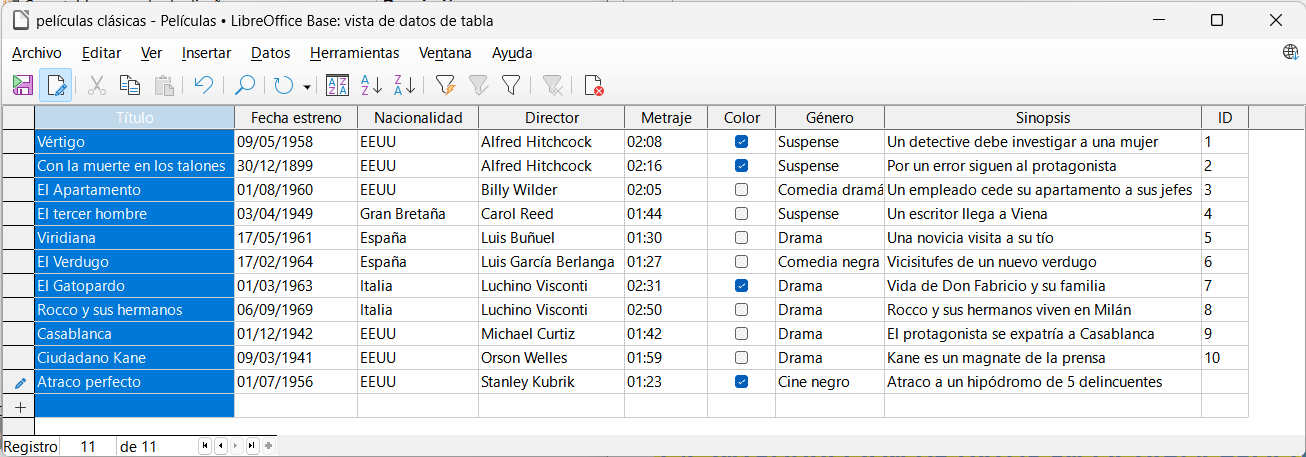 películas clásicas - Películas • LibreOffice Base: vista de datos de tabla
Archivo Editar Ver Insertar Datos Herramientas Ventana Ayuda
Título Fecha estreno Nacionalidad Director Metraje Color Género Sinopsis ID
Vértigo 09/05/1958 EEUU Alfred Hitchcock 02:08 Suspense Un detective debe investigar a una mujer 1
Con la muerte en los talones 30/12/1899 EEUU Alfred Hitchcock 02:16 Suspense Por un error siguen al protagonista 2
El Apartamento 01/08/1960 EEUU Billy Wilder 02:05 Comedia dramá Un empleado cede su apartamento a sus jefes 3
El tercer hombre 03/04/1949 Gran Bretaña Carol Reed 01:44 Suspense Un escritor llega a Viena 4
Viridiana 17/05/1961 España Luis Buñuel 01:30 Drama Una novicia visita a su tío 5
El Verdugo 17/02/1964 España Luis García Berlanga 01:27 Comedia negra Vicisitufes de un nuevo verdugo 6
El Gatopardo 01/03/1963 Italia Luchino Visconti 02:31 Drama Vida de Don Fabricio y su familia 7
Rocco y sus hermanos 06/09/1969 Italia Luchino Visconti 02:50 Drama Rocco y sus hermanos viven en Milán 8
Casablanca 01/12/1942 EEUU Michael Curtiz 01:42 Drama El protagonista se expatría a Casablanca 9
Ciudadano Kane 09/03/1941 EEUU Orson Welles 01:59 Drama Kane es un magnate de la prensa 10
Atraco perfecto 01/07/1956 EEUU Stanley Kubrik 01:23 Cine negro Atraco a un hipódromo de 5 delincuentes
Registro 11 de 11